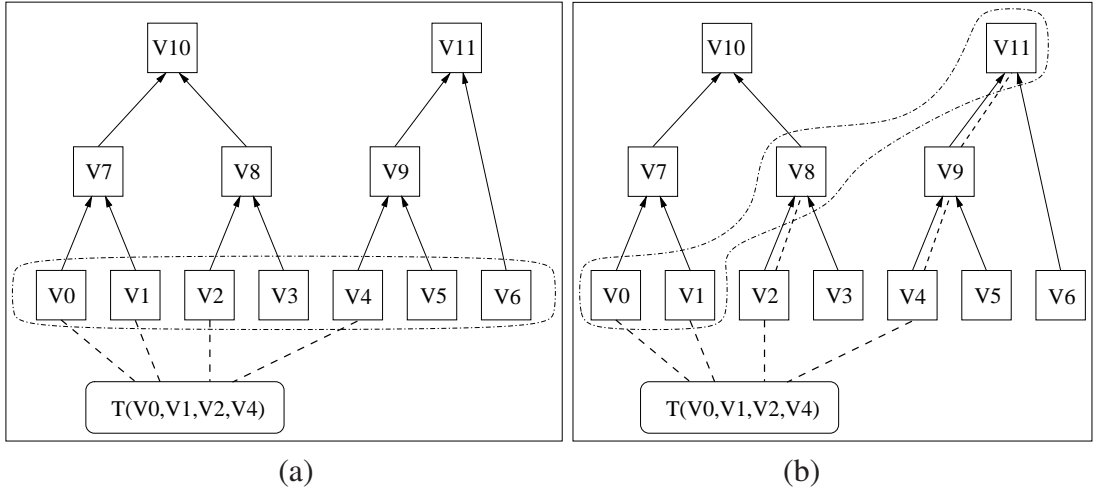 V10 V11
V7 V8 V9
V0 V1 V2 V3 V4 V5 V6
T(V0,V1,V2,V4)
(a)
V10 V11
V7 V8 V9
V0 V1 V2 V3 V4 V5 V6
T(V0,V1,V2,V4)
(b)